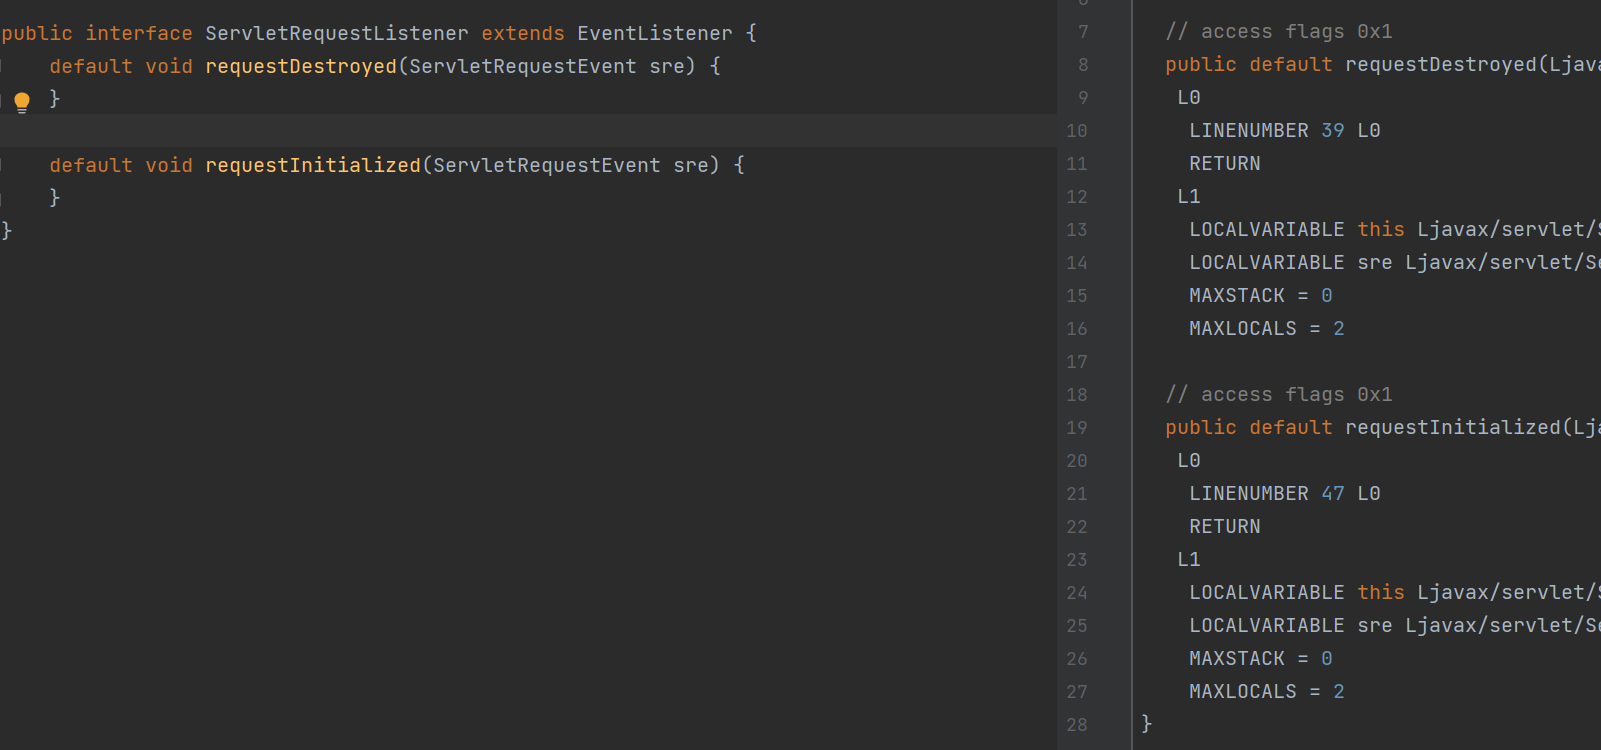 public interface ServletRequestListener extends EventListener {
    default void requestDestroyed(ServletRequestEvent sre) {
    }

    default void requestInitialized(ServletRequestEvent sre) {
    }
}
7 // access flags 0x1
8 public default requestDestroyed(Ljava
9 L0
10 LINENUMBER 39 L0
11 RETURN
12 L1
13 LOCALVARIABLE this Ljavax/servlet/S
14 LOCALVARIABLE sre Ljavax/servlet/Se
15 MAXSTACK = 0
16 MAXLOCALS = 2
17
18 // access flags 0x1
19 public default requestInitialized(Lja
20 L0
21 LINENUMBER 47 L0
22 RETURN
23 L1
24 LOCALVARIABLE this Ljavax/servlet/S
25 LOCALVARIABLE sre Ljavax/servlet/Se
26 MAXSTACK = 0
27 MAXLOCALS = 2
28 }